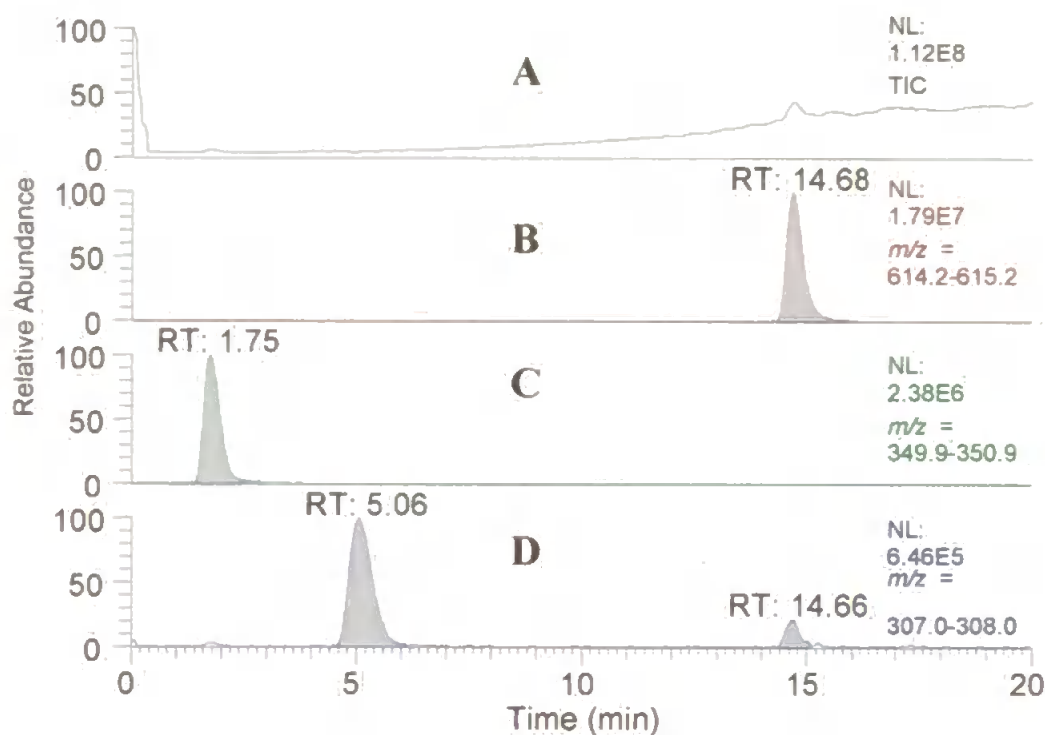 Relative Abundance
100
50
0
A
NL:
1.12E8
TIC
100
50
0
B
RT: 14.68
NL:
1.79E7
m/z =
614.2-615.2
100
50
0
RT: 1.75
C
NL:
2.38E6
m/z =
349.9-350.9
100
50
0
RT: 5.06
D
RT: 14.66
NL:
6.46E5
m/z =
307.0-308.0
0 5 10 15 20
Time (min)